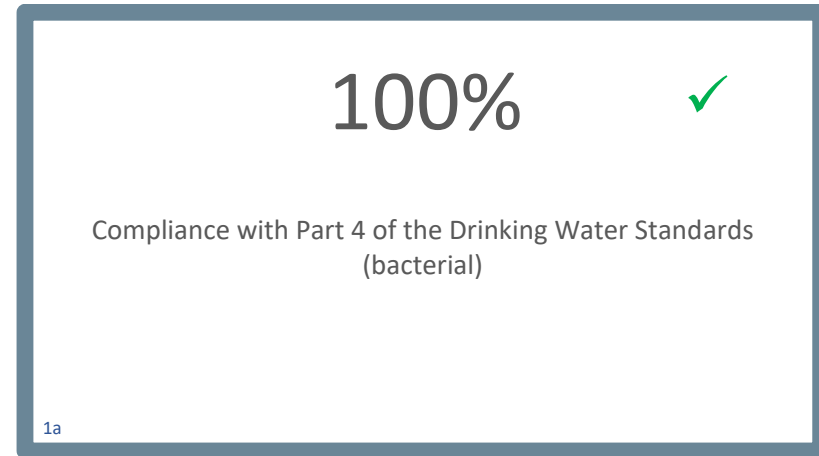 100% ✓
Compliance with Part 4 of the Drinking Water Standards
(bacterial)
1a